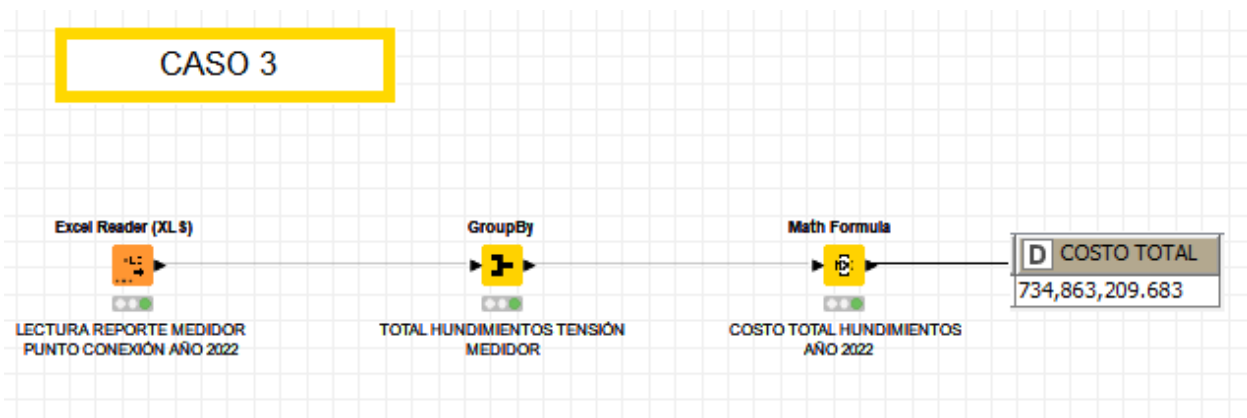 CASO 3
Excel Reader (XLS)
GroupBy
Math Formula
D COSTO TOTAL
734,863,209.683
LECTURA REPORTE MEDIDOR
PUNTO CONEXIÓN AÑO 2022
TOTAL HUNDIMIENTOS TENSIÓN
MEDIDOR
COSTO TOTAL HUNDIMIENTOS
AÑO 2022